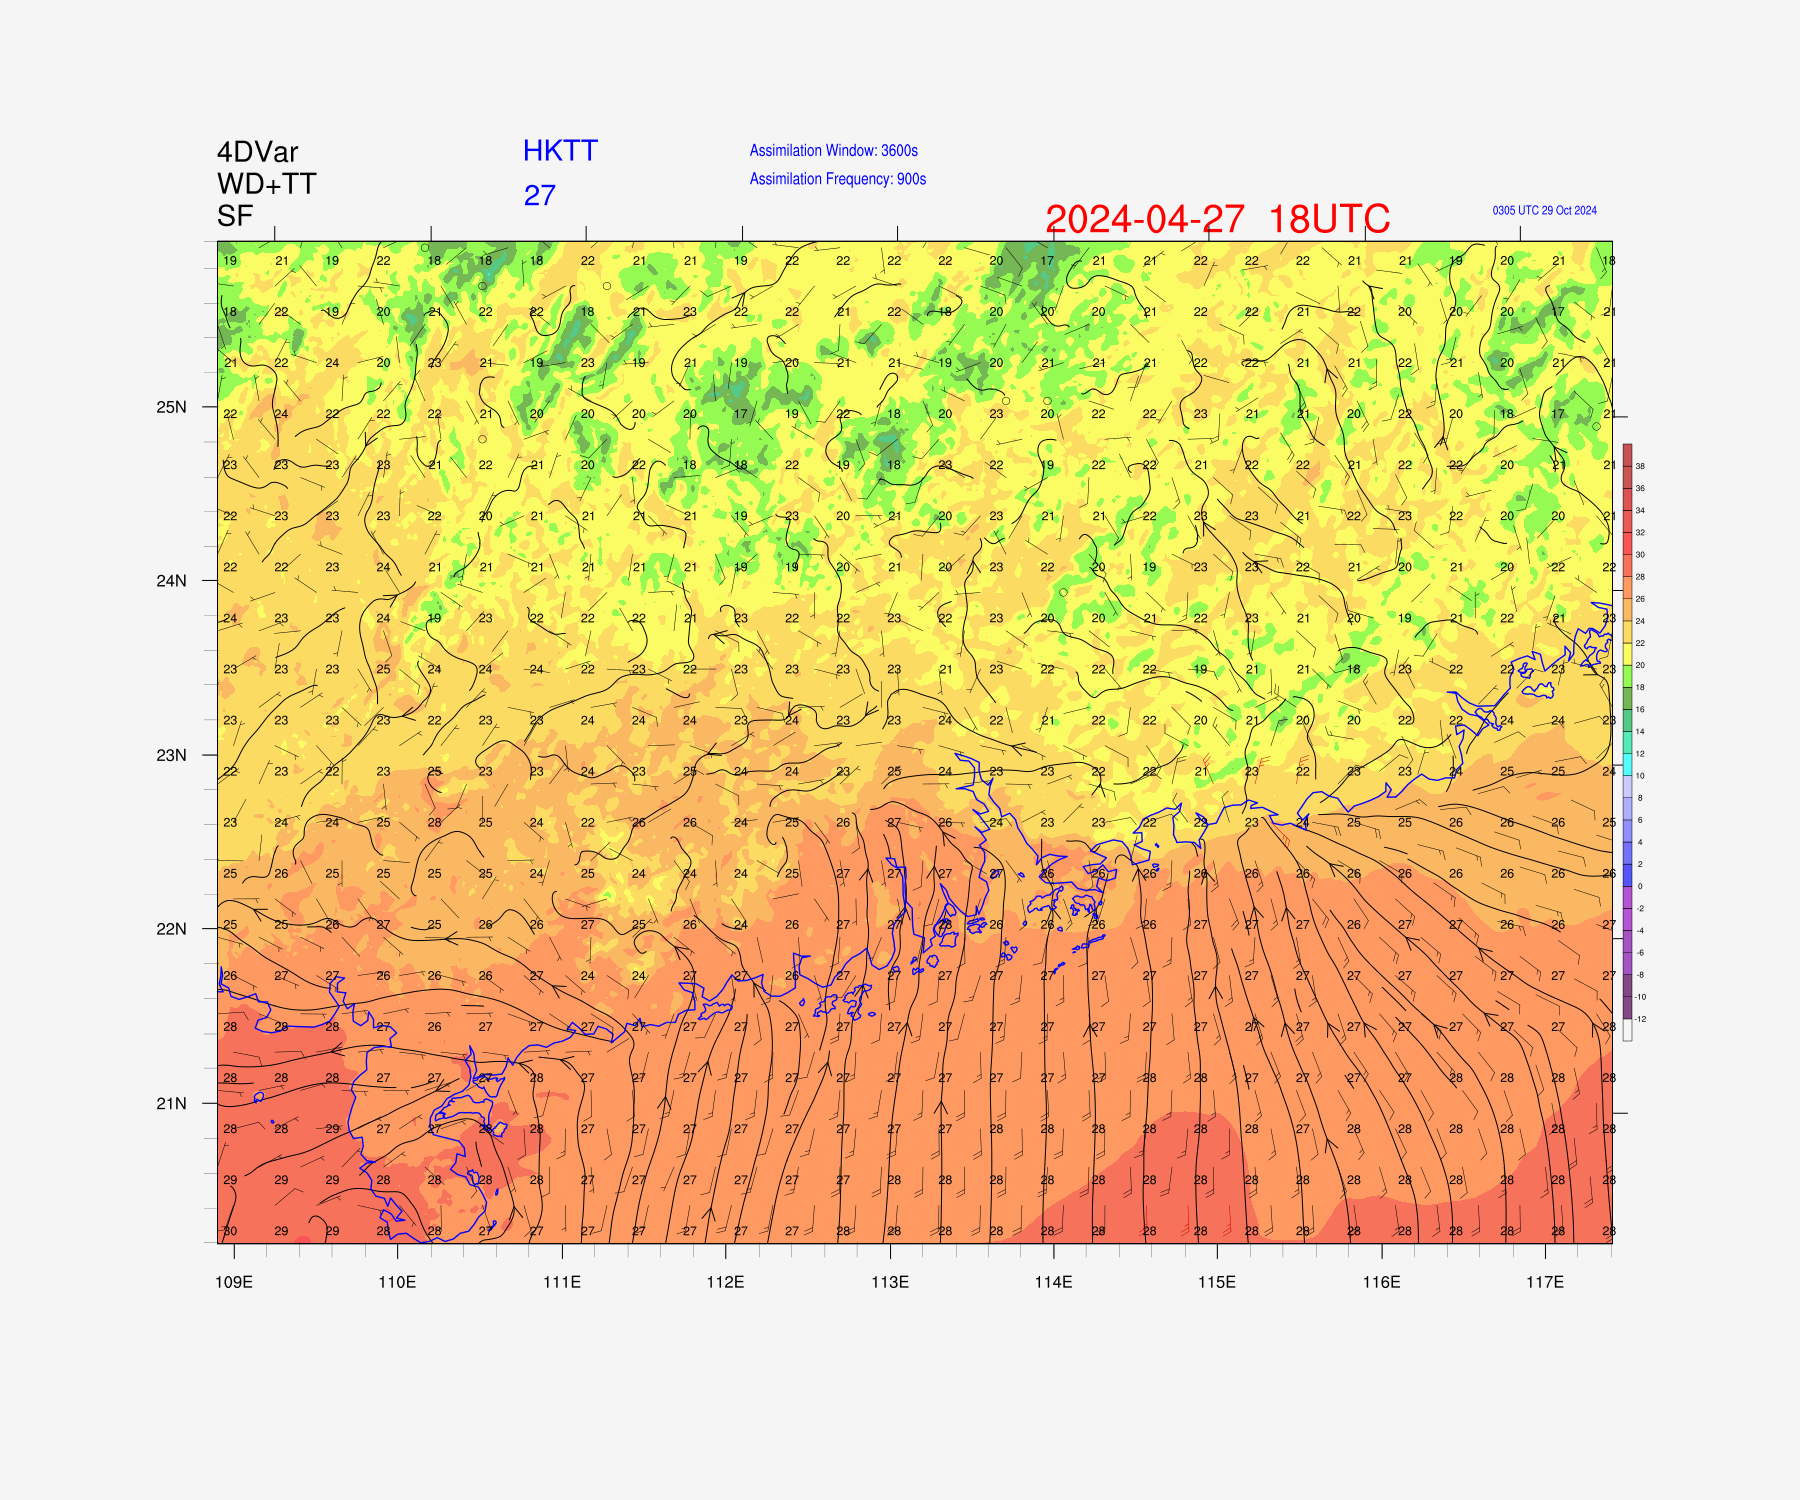 4DVar HKTT Assimilation Window: 3600s
WD+TT 27 Assimilation Frequency: 900s
SF 2024-04-27 18UTC 0305 UTC 29 Oct 2024
19 21 19 22 18 18 18 22 21 21 19 22 22 22 22 20 17 21 21 22 22 22 21 21 19 20 21 18
18 22 19 20 21 22 22 18 21 23 22 22 21 22 18 20 20 20 21 22 22 21 22 20 20 20 17 21
21 22 24 20 23 21 19 23 19 21 19 20 21 21 19 20 21 21 21 22 22 21 21 22 21 20 21 21
25N
22 24 22 22 22 21 20 20 20 20 17 19 22 18 20 23 20 22 22 23 21 21 20 22 20 18 17 21
23 23 23 23 21 22 21 20 22 18 18 22 19 18 23 22 19 22 22 21 22 22 21 22 22 20 21 21
22 23 23 23 22 20 21 21 21 21 19 23 20 21 20 23 21 21 22 23 23 21 22 23 22 20 20 21
24N
22 22 23 24 21 21 21 21 21 21 19 19 20 21 20 23 22 20 19 23 23 22 21 20 21 20 22 22
24 23 23 24 19 23 22 22 22 21 23 22 22 23 22 23 20 20 21 22 23 21 20 19 21 22 21 23
23 23 23 25 24 24 24 22 23 22 23 23 23 21 23 22 22 22 19 21 21 18 23 22 22 23 23
23 23 23 23 22 23 23 24 24 24 23 24 23 23 24 22 21 22 22 20 21 20 20 22 22 24 24 23
23N
22 23 22 23 25 23 23 24 23 25 24 24 23 25 24 23 23 22 22 21 23 22 23 23 24 25 25 24
23 24 24 25 28 25 24 22 26 26 24 25 26 27 26 24 23 23 22 23 23 24 25 25 26 26 26 25
25 26 25 25 24 25 24 25 24 24 24 25 27 27 27 27 26 26 26 26 26 26 26 26 26 26 26 26
22N
25 25 26 27 25 26 26 27 25 26 24 26 27 27 28 26 26 26 26 27 27 27 26 26 26 26 26 27
26 27 27 26 26 26 27 24 24 27 27 26 27 27 27 27 27 27 27 27 27 27 27 27 27 27 27 27
28 28 28 27 26 27 27 27 27 27 27 27 27 27 27 27 27 27 27 27 27 27 27 27 27 27 27 28
28 28 28 27 27 27 28 27 27 27 27 27 27 27 27 27 27 27 28 28 27 27 27 28 28 28 28 28
21N
28 28 29 27 27 28 28 27 27 27 27 27 27 27 27 27 28 28 28 28 28 28 28 28 28 28 28 28
29 29 29 28 28 28 28 27 27 27 27 27 27 28 28 28 28 28 28 28 28 28 28 28 28 28 28 28
30 29 29 28 28 27 27 27 27 27 27 27 28 28 28 28 28 28 28 28 28 28 28 28 28 28 28 28
109E 110E 111E 112E 113E 114E 115E 116E 117E
38
36
34
32
30
28
26
24
22
20
18
16
14
12
10
8
6
4
2
0
-2
-4
-6
-8
-10
-12